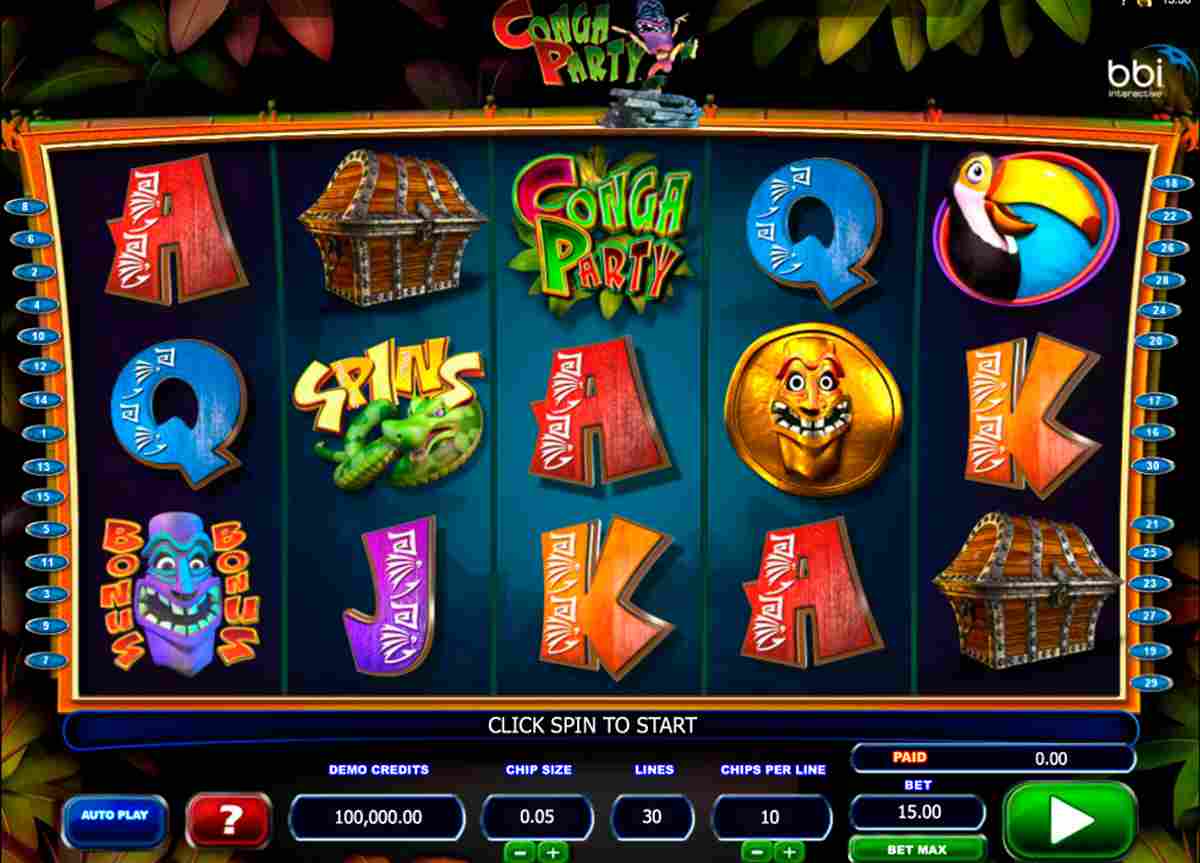 CONGA
PARTY
bbi
interactive
A
CONGA
PARTY
Q
Q
SPINS
A
K
BONUS
BONUS
J
K
A
8
6
2
4
10
12
14
1
13
15
5
11
3
9
7
18
22
26
28
24
20
17
16
30
21
25
23
27
19
29
CLICK SPIN TO START
PAID 0.00
DEMO CREDITS CHIP SIZE LINES CHIPS PER LINE BET
AUTO PLAY ? 100,000.00 0.05 30 10 15.00
- + - + BET MAX